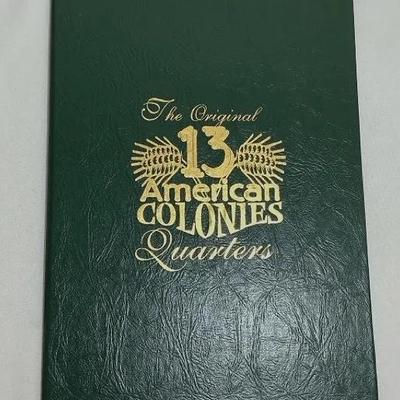 The Original
13
American
COLONIES
Quarters